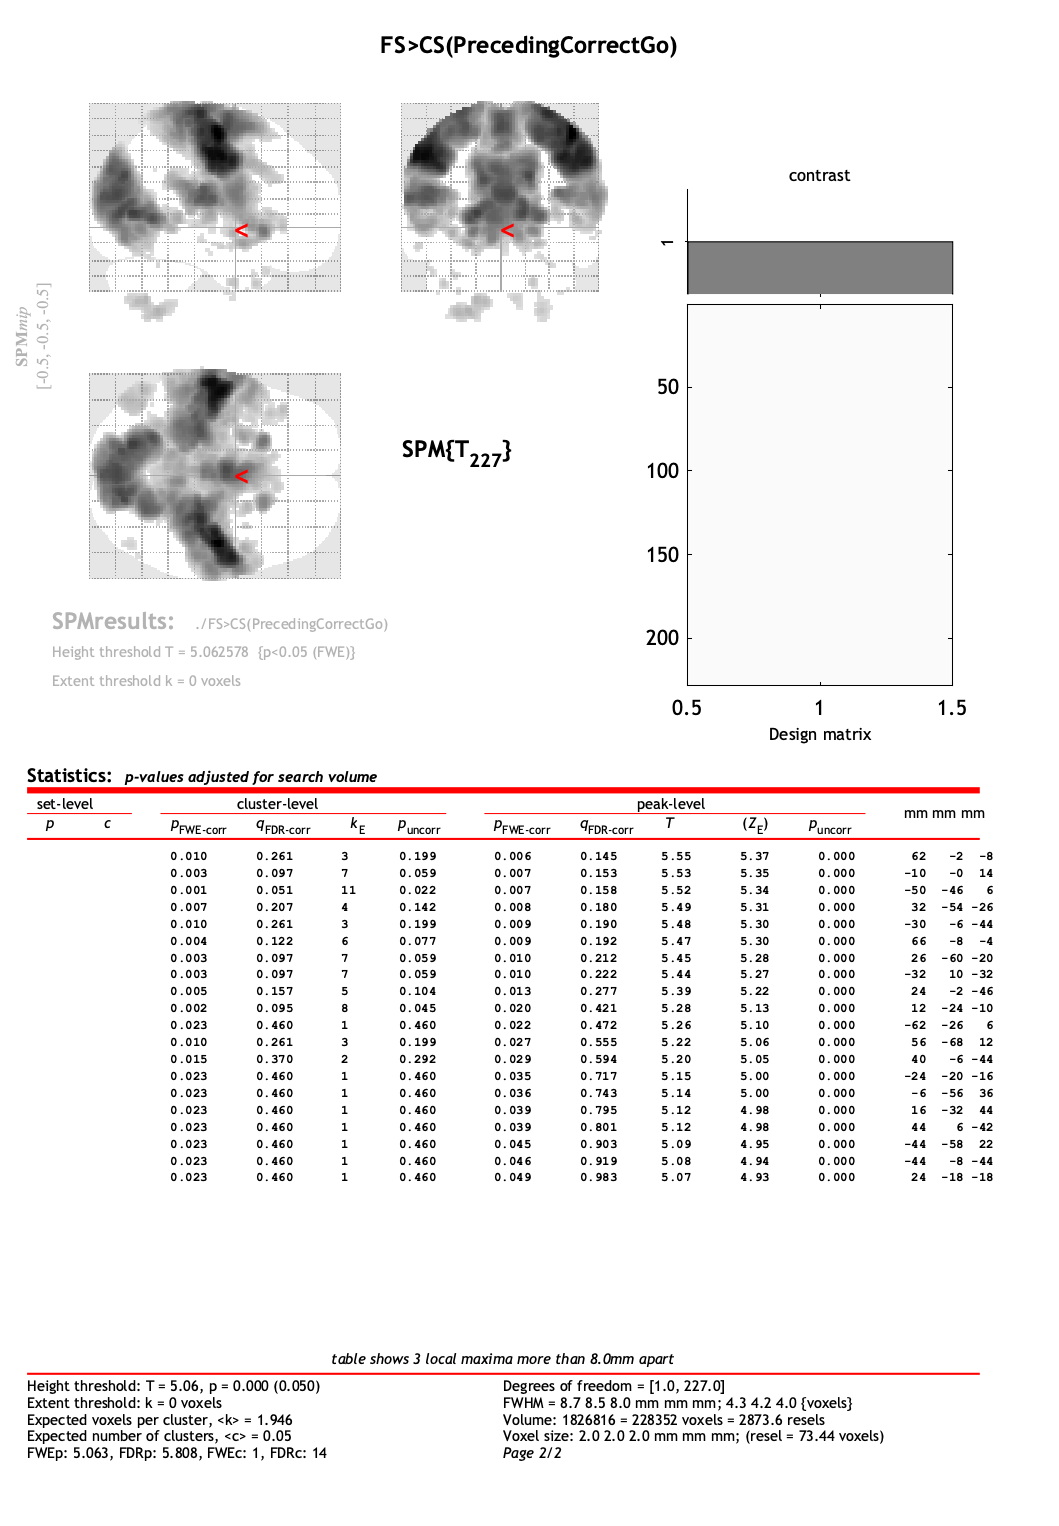 FS>CS(PrecedingCorrectGo)
<
<
<
SPMmip
[-0.5, -0.5, -0.5]
SPM{T227}
contrast
1
50
100
150
200
0.5 1 1.5
Design matrix
SPMresults: ./FS>CS(PrecedingCorrectGo)
Height threshold T = 5.062578 {p<0.05 (FWE)}
Extent threshold k = 0 voxels
Statistics: p-values adjusted for search volume
set-level cluster-level peak-level mm mm mm
p c pFWE-corr qFDR-corr kE puncorr pFWE-corr qFDR-corr T (ZE) puncorr
0.010 0.261 3 0.199 0.006 0.145 5.55 5.37 0.000 62 -2 -8
0.003 0.097 7 0.059 0.007 0.153 5.53 5.35 0.000 -10 -0 14
0.001 0.051 11 0.022 0.007 0.158 5.52 5.34 0.000 -50 -46 6
0.007 0.207 4 0.142 0.008 0.180 5.49 5.31 0.000 32 -54 -26
0.010 0.261 3 0.199 0.009 0.190 5.48 5.30 0.000 -30 -6 -44
0.004 0.122 6 0.077 0.009 0.192 5.47 5.30 0.000 66 -8 -4
0.003 0.097 7 0.059 0.010 0.212 5.45 5.28 0.000 26 -60 -20
0.003 0.097 7 0.059 0.010 0.222 5.44 5.27 0.000 -32 10 -32
0.005 0.157 5 0.104 0.013 0.277 5.39 5.22 0.000 24 -2 -46
0.002 0.095 8 0.045 0.020 0.421 5.28 5.13 0.000 12 -24 -10
0.023 0.460 1 0.460 0.022 0.472 5.26 5.10 0.000 -62 -26 6
0.010 0.261 3 0.199 0.027 0.555 5.22 5.06 0.000 56 -68 12
0.015 0.370 2 0.292 0.029 0.594 5.20 5.05 0.000 40 -6 -44
0.023 0.460 1 0.460 0.035 0.717 5.15 5.00 0.000 -24 -20 -16
0.023 0.460 1 0.460 0.036 0.743 5.14 5.00 0.000 -6 -56 36
0.023 0.460 1 0.460 0.039 0.795 5.12 4.98 0.000 16 -32 44
0.023 0.460 1 0.460 0.039 0.801 5.12 4.98 0.000 44 6 -42
0.023 0.460 1 0.460 0.045 0.903 5.09 4.95 0.000 -44 -58 22
0.023 0.460 1 0.460 0.046 0.919 5.08 4.94 0.000 -44 -8 -44
0.023 0.460 1 0.460 0.049 0.983 5.07 4.93 0.000 24 -18 -18
table shows 3 local maxima more than 8.0mm apart
Height threshold: T = 5.06, p = 0.000 (0.050)
Extent threshold: k = 0 voxels
Expected voxels per cluster, <k> = 1.946
Expected number of clusters, <c> = 0.05
FWEp: 5.063, FDRp: 5.808, FWEc: 1, FDRc: 14
Degrees of freedom = [1.0, 227.0]
FWHM = 8.7 8.5 8.0 mm mm mm; 4.3 4.2 4.0 {voxels}
Volume: 1826816 = 228352 voxels = 2873.6 resels
Voxel size: 2.0 2.0 2.0 mm mm mm; (resel = 73.44 voxels)
Page 2/2